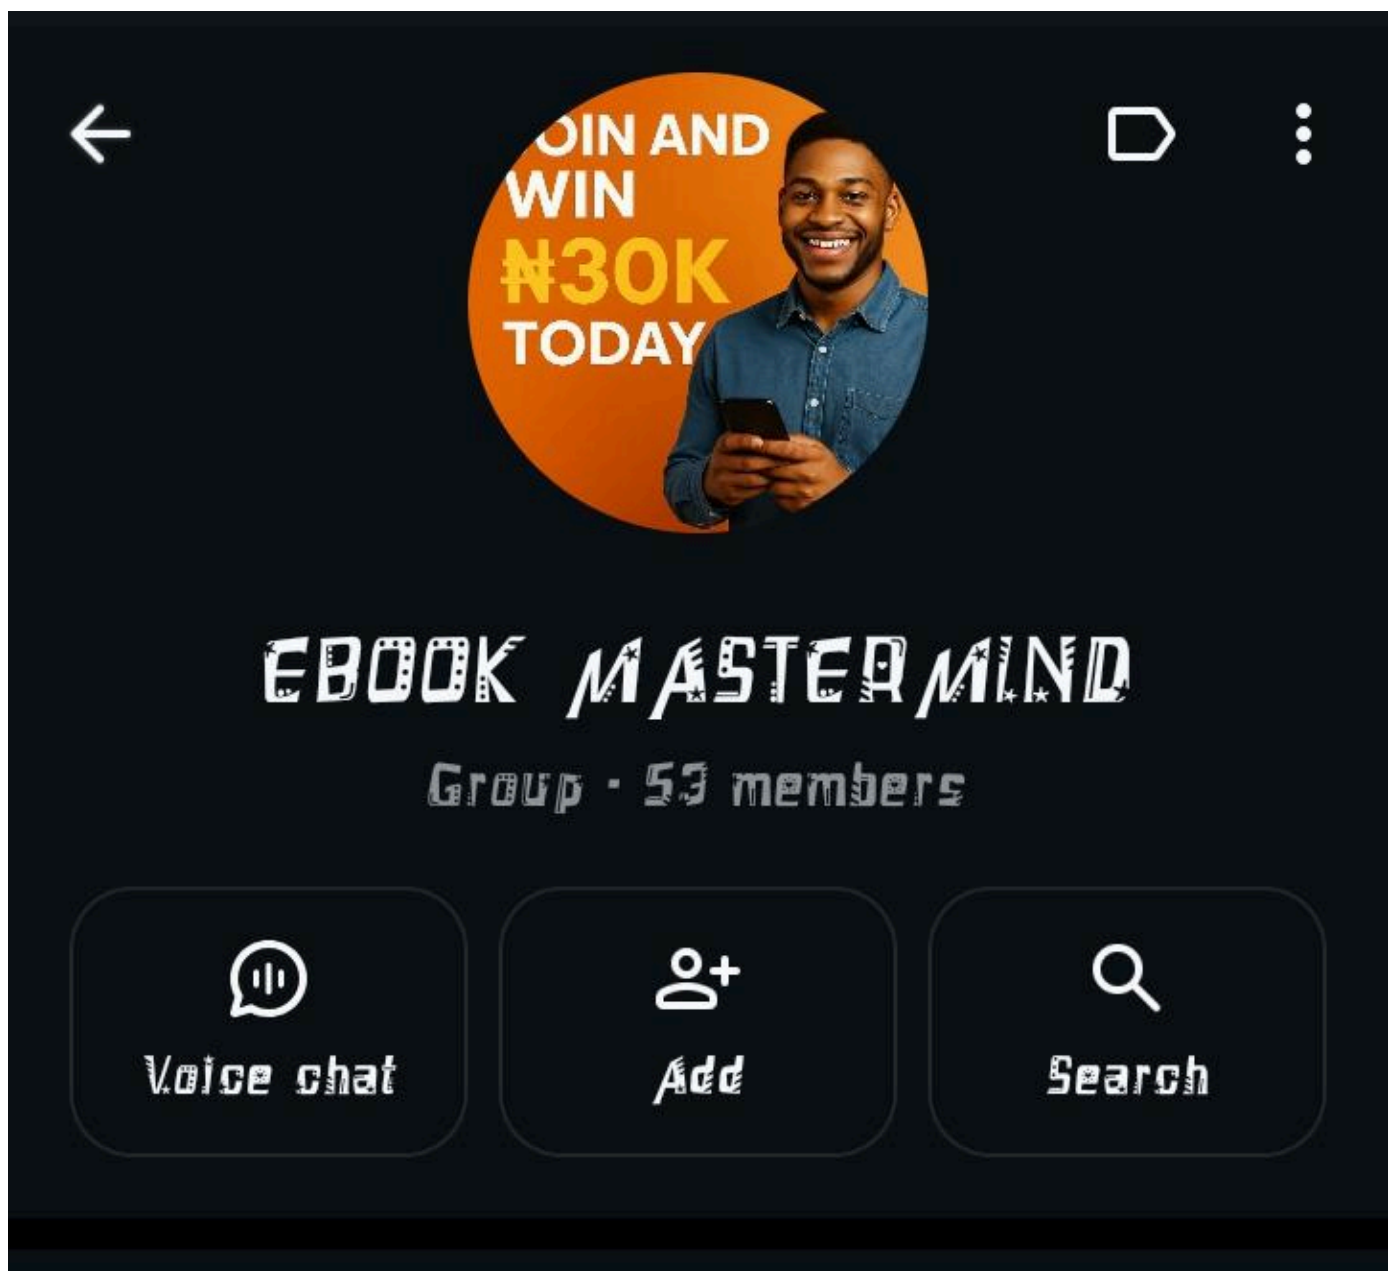 OIN AND
WIN
₦30K
TODAY
EBOOK MASTERMIND
Group · 53 members
Voice chat
Add
Search